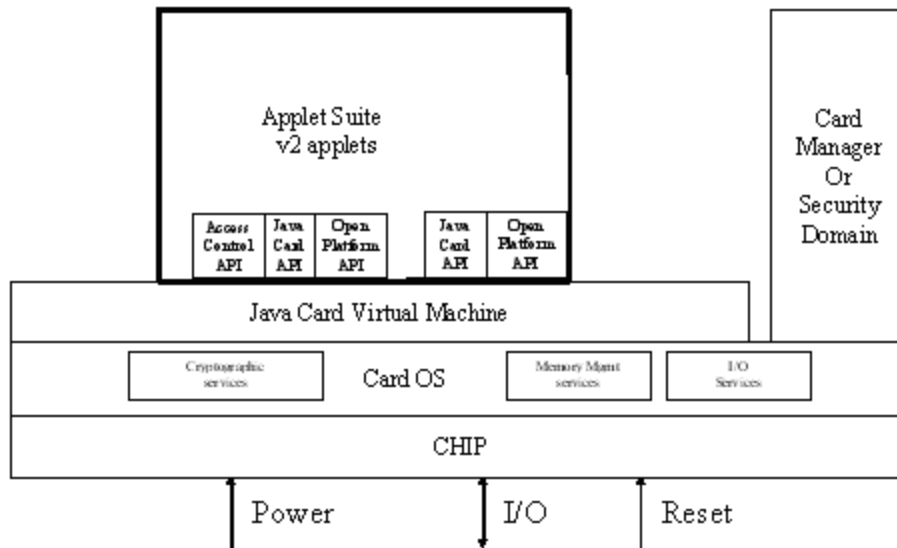 Applet Suite
v2 applets
Card
Manager
Or
Security
Domain
Access
Control
API
Java
Card
API
Open
Platform
API
Java
Card
API
Open
Platform
API
Java Card Virtual Machine
Cryptographic
services
Card OS
Memory Mgmt
services
I/O
Services
CHIP
Power
I/O
Reset